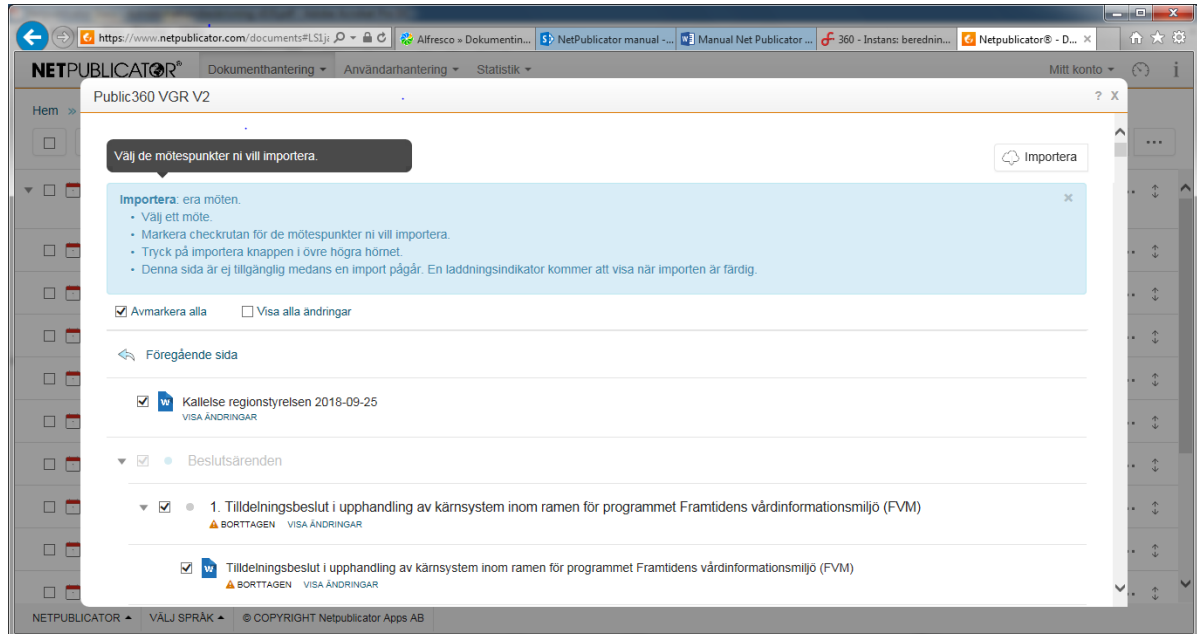 https://www.netpublicator.com/documents#LS1j
Alfresco » Dokumentin...
NetPublicator manual -...
Manual Net Publicator ...
360 - Instans: berednin...
Netpublicator® - D...
NETPUBLICATOR®
Dokumenthantering
Användarhantering
Statistik
Mitt konto
Hem »
Public360 VGR V2
? X
Välj de mötespunkter ni vill importera.
Importera
Importera: era möten.
• Välj ett möte.
• Markera checkrutan för de mötespunkter ni vill importera.
• Tryck på importera knappen i övre högra hörnet.
• Denna sida är ej tillgänglig medans en import pågår. En laddningsindikator kommer att visa när importen är färdig.
Avmarkera alla
Visa alla ändringar
Föregående sida
Kallelse regionstyrelsen 2018-09-25
VISA ÄNDRINGAR
Beslutsärenden
1. Tilldelningsbeslut i upphandling av kärnsystem inom ramen för programmet Framtidens vårdinformationsmiljö (FVM)
BORTTAGEN VISA ÄNDRINGAR
Tilldelningsbeslut i upphandling av kärnsystem inom ramen för programmet Framtidens vårdinformationsmiljö (FVM)
BORTTAGEN VISA ÄNDRINGAR
NETPUBLICATOR
VÄLJ SPRÅK
© COPYRIGHT Netpublicator Apps AB